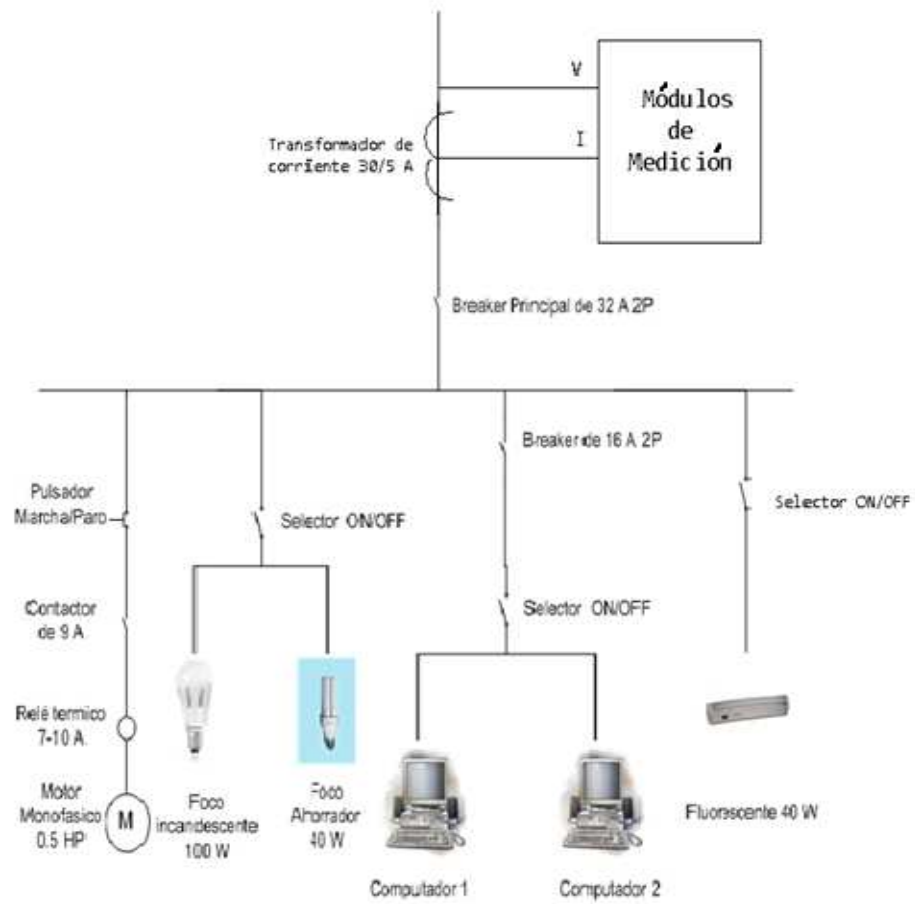 V
Módulos
de
Medición
I
Transformador de
corriente 30/5 A
Breaker Principal de 32 A 2P
Breaker de 16 A 2P
Pulsador
Marcha/Paro
Selector ON/OFF
Selector ON/OFF
Contactor
de 9 A
Selector ON/OFF
Relé termico
7-10 A.
Motor
Monofasico
0.5 HP
M
Foco
incandescente
100 W
Foco
Ahorrador
40 W
Fluorescente 40 W
Computador 1
Computador 2